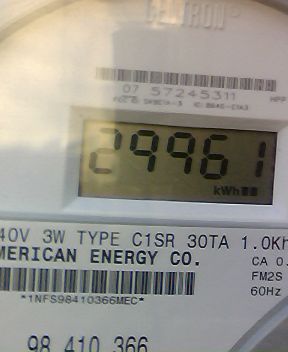 CENTRON®
07 57245311
29961
kWh
40V 3W TYPE C1SR 30TA 1.0Kh
MERICAN ENERGY CO.
CA 0.
FM2S
*1NFS98410366MEC*
60Hz
98 410 366